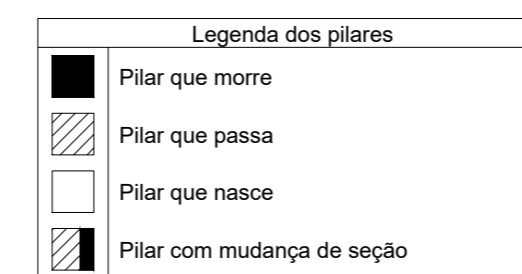 Legenda dos pilares
Pilar que morre
Pilar que passa
Pilar que nasce
Pilar com mudança de seção